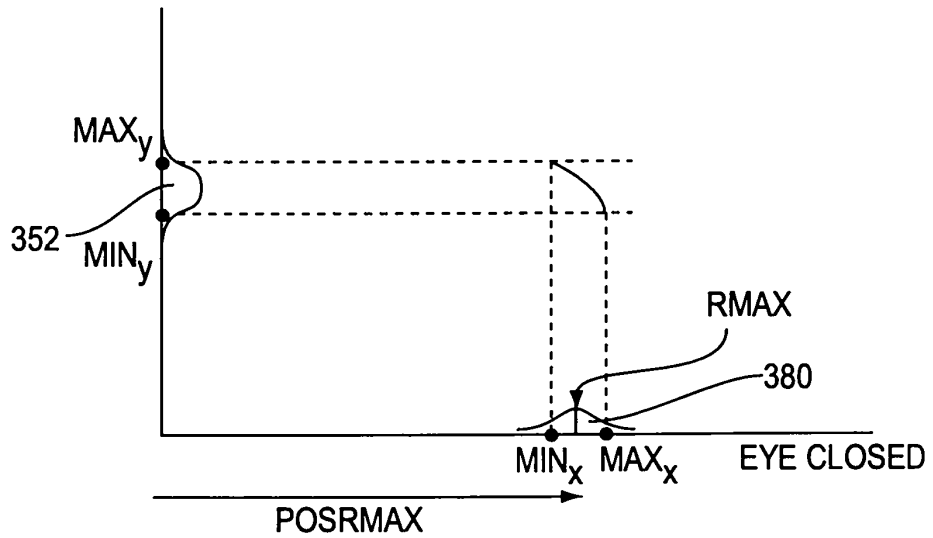 MAXy
352
MINy
RMAX
380
MINx
MAXx
EYE CLOSED
POSRMAX